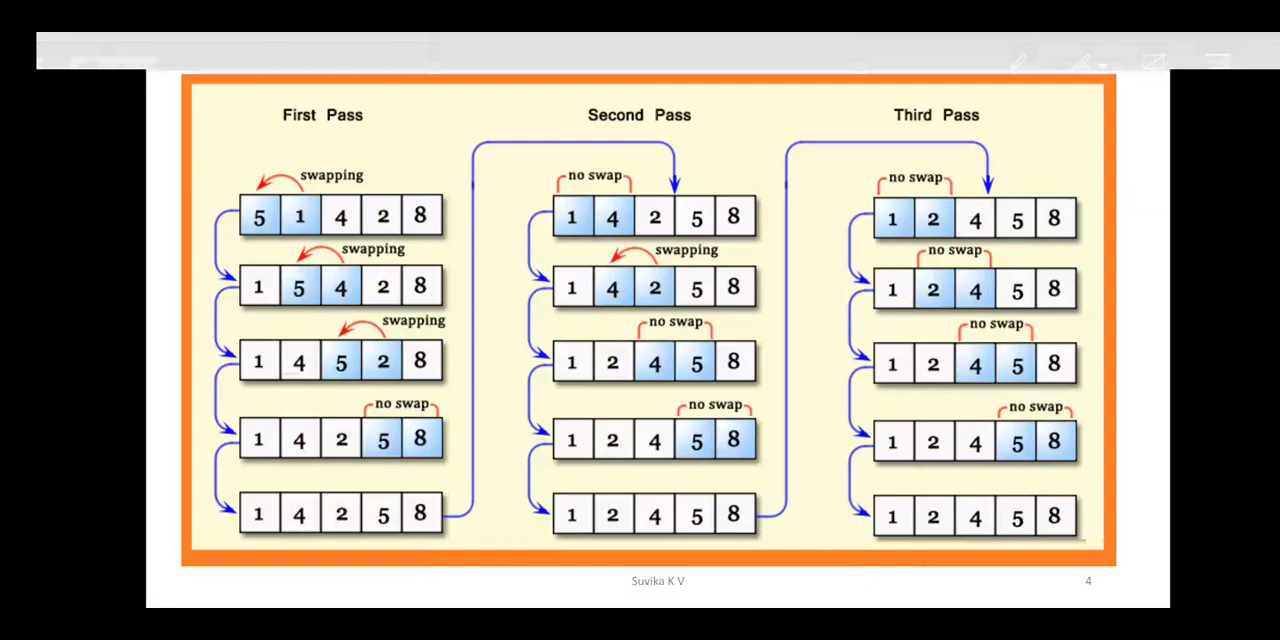 First Pass
swapping
5 1 4 2 8
swapping
1 5 4 2 8
swapping
1 4 5 2 8
no swap
1 4 2 5 8
1 4 2 5 8
Second Pass
no swap
1 4 2 5 8
swapping
1 4 2 5 8
no swap
1 2 4 5 8
no swap
1 2 4 5 8
1 2 4 5 8
Third Pass
no swap
1 2 4 5 8
no swap
1 2 4 5 8
no swap
1 2 4 5 8
no swap
1 2 4 5 8
1 2 4 5 8
Suvika K V
4